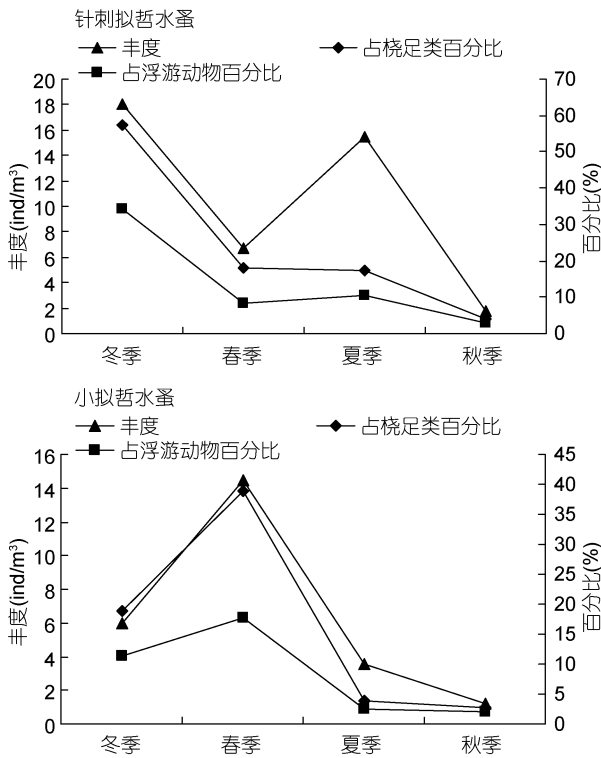 针刺拟哲水蚤
丰度
占桡足类百分比
占浮游动物百分比
20
18
16
14
12
10
8
6
4
2
0
丰度(ind/m³)
70
60
50
40
30
20
10
0
百分比(%)
冬季 春季 夏季 秋季
小拟哲水蚤
丰度
占桡足类百分比
占浮游动物百分比
16
14
12
10
8
6
4
2
0
丰度(ind/m³)
45
40
35
30
25
20
15
10
5
0
百分比(%)
冬季 春季 夏季 秋季